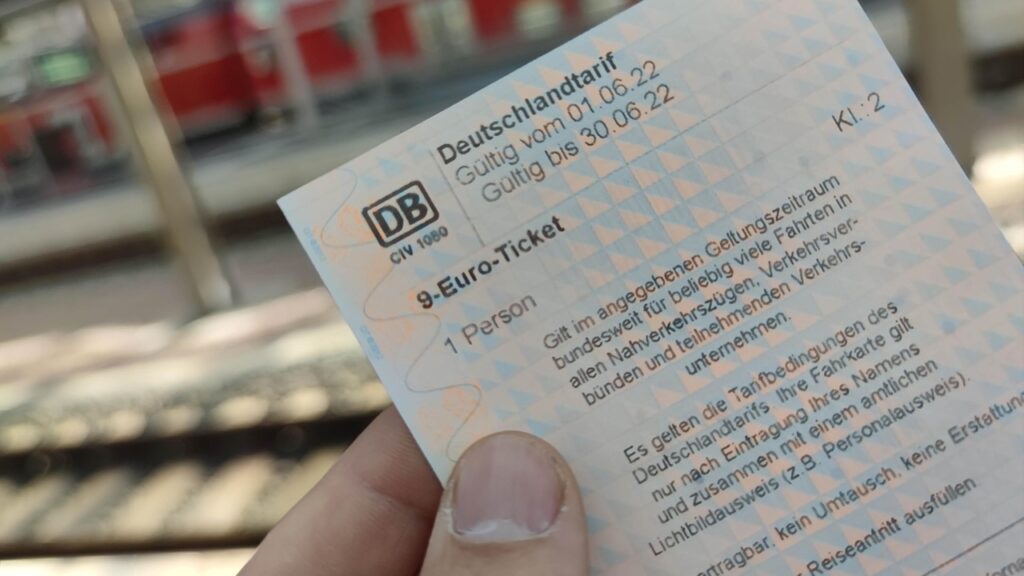 Deutschlandtarif
Gültig vom 01.06.22
Gültig bis 30.06.22
Kl.: 2
DB
CIV 1080
9-Euro-Ticket
1 Person
Gilt im angegebenen Geltungszeitraum
bundesweit für beliebig viele Fahrten in
allen Nahverkehrszügen, Verkehrsver-
bünden und teilnehmenden Verkehrs-
unternehmen.
Es gelten die Tarifbedingungen des
Deutschlandtarifs. Ihre Fahrkarte gilt
nur nach Eintragung Ihres Namens
und zusammen mit einem amtlichen
Lichtbildausweis (z.B. Personalausweis).
ertragbar, kein Umtausch, keine Erstattung
Reiseantritt ausfüllen